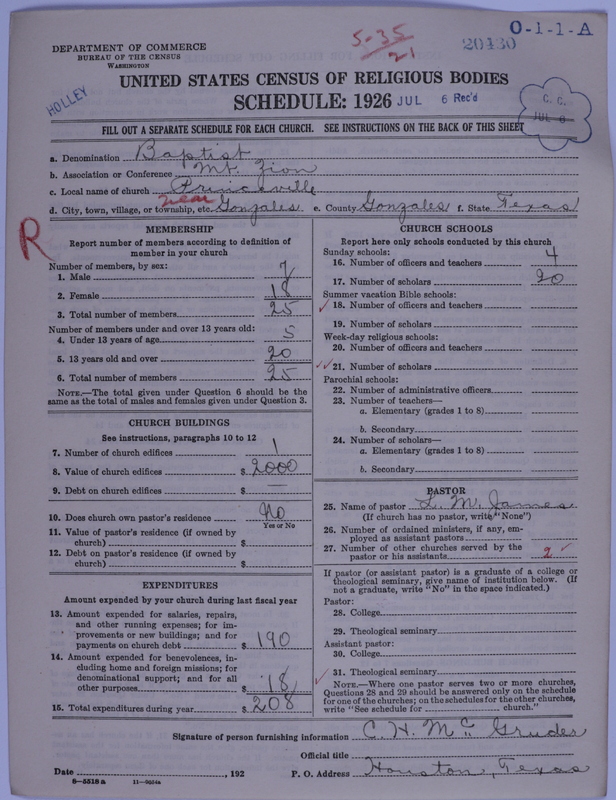 5-35
21
20430
O-1-1-A
DEPARTMENT OF COMMERCE
BUREAU OF THE CENSUS
WASHINGTON
UNITED STATES CENSUS OF RELIGIOUS BODIES
HOLLEY
SCHEDULE: 1926 JUL 6 Rec'd
C. C.
JUL 6
FILL OUT A SEPARATE SCHEDULE FOR EACH CHURCH. SEE INSTRUCTIONS ON THE BACK OF THIS SHEET
a. Denomination Baptist
b. Association or Conference Mt. Zion
c. Local name of church Princeville
near
d. City, town, village, or township, etc. Gonzales e. County Gonzales f. State Texas
R
MEMBERSHIP
Report number of members according to definition of
member in your church
Number of members, by sex:
1. Male 7
2. Female 18
3. Total number of members 25
Number of members under and over 13 years old:
4. Under 13 years of age 5
5. 13 years old and over 20
6. Total number of members 25
NOTE.—The total given under Question 6 should be
same as the total of males and females given under Question 3.
CHURCH BUILDINGS
See instructions, paragraphs 10 to 12
7. Number of church edifices 1
8. Value of church edifices $ 2000
9. Debt on church edifices $ —
10. Does church own pastor's residence No
Yes or No
11. Value of pastor's residence (if owned by
church) $
12. Debt on pastor's residence (if owned by
church) $
EXPENDITURES
Amount expended by your church during last fiscal year
13. Amount expended for salaries, repairs,
and other running expenses; for im-
provements or new buildings; and for
payments on church debt $ 190
14. Amount expended for benevolences, in-
cluding home and foreign missions; for
denominational support; and for all
other purposes $ 18
15. Total expenditures during year $ 208
CHURCH SCHOOLS
Report here only schools conducted by this church
Sunday schools:
16. Number of officers and teachers 4
17. Number of scholars 20
Summer vacation Bible schools:
18. Number of officers and teachers
19. Number of scholars
Week-day religious schools:
20. Number of officers and teachers
21. Number of scholars
Parochial schools:
22. Number of administrative officers
23. Number of teachers—
a. Elementary (grades 1 to 8)
b. Secondary
24. Number of scholars—
a. Elementary (grades 1 to 8)
b. Secondary
PASTOR
25. Name of pastor L. M. James
(If church has no pastor, write "None")
26. Number of ordained ministers, if any, em-
ployed as assistant pastors
27. Number of other churches served by the
pastor or his assistants 2
If pastor (or assistant pastor) is a graduate of a college or
theological seminary, give name of institution below. (If
not a graduate, write "No" in the space indicated.)
Pastor:
28. College
29. Theological seminary
Assistant pastor:
30. College
31. Theological seminary
NOTE.—Where one pastor serves two or more churches,
Questions 28 and 29 should be answered only on the schedule
for one of the churches; on the schedules for the other churches,
write "See schedule for church."
Signature of person furnishing information C. H. Mc Gruder
Official title
Date , 192 P. O. Address Houston, Texas
8-5518 a 11-9554a